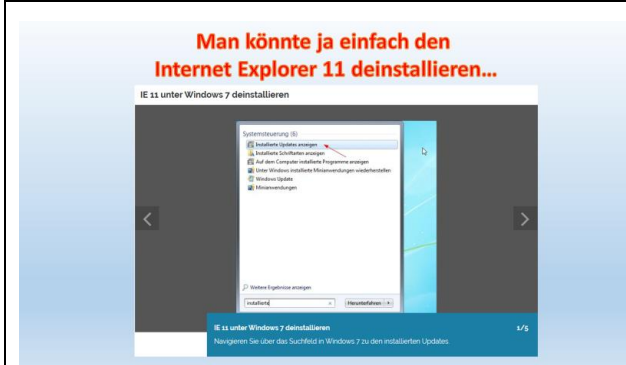 Man könnte ja einfach den
Internet Explorer 11 deinstallieren...
IE 11 unter Windows 7 deinstallieren
Systemsteuerung (6)
Installierte Updates anzeigen
Installierte Schriftarten anzeigen
Auf dem Computer installierte Programme anzeigen
Unter Windows installierte Minianwendungen wiederherstellen
Windows Update
Minianwendungen
Weitere Ergebnisse anzeigen
installierte
Herunterfahren
IE 11 unter Windows 7 deinstallieren 1/5
Navigieren Sie über das Suchfeld in Windows 7 zu den installierten Updates.